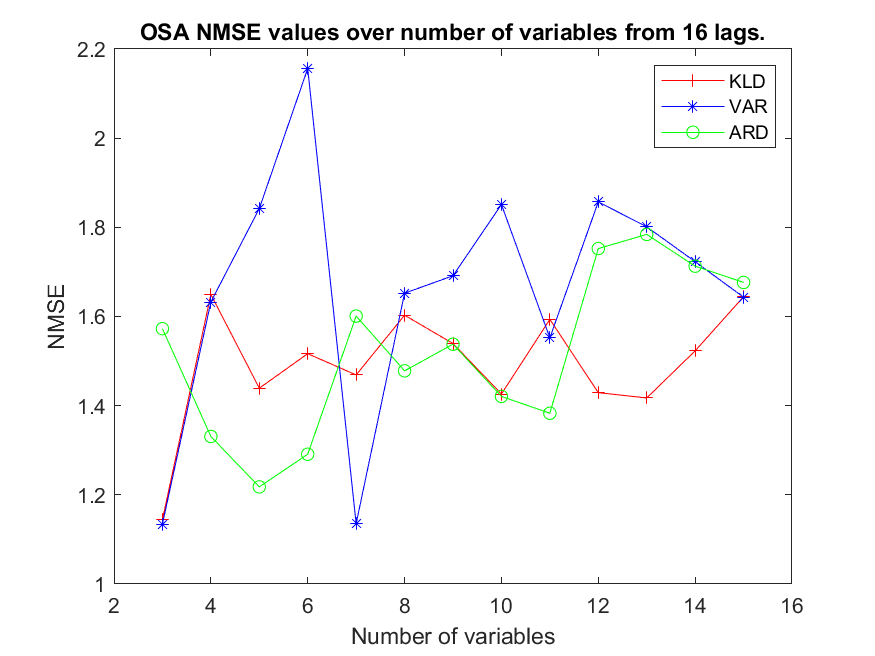 OSA NMSE values over number of variables from 16 lags.
KLD
VAR
ARD
2.2
2
1.8
1.6
1.4
1.2
1
NMSE
2
4
6
8
10
12
14
16
Number of variables